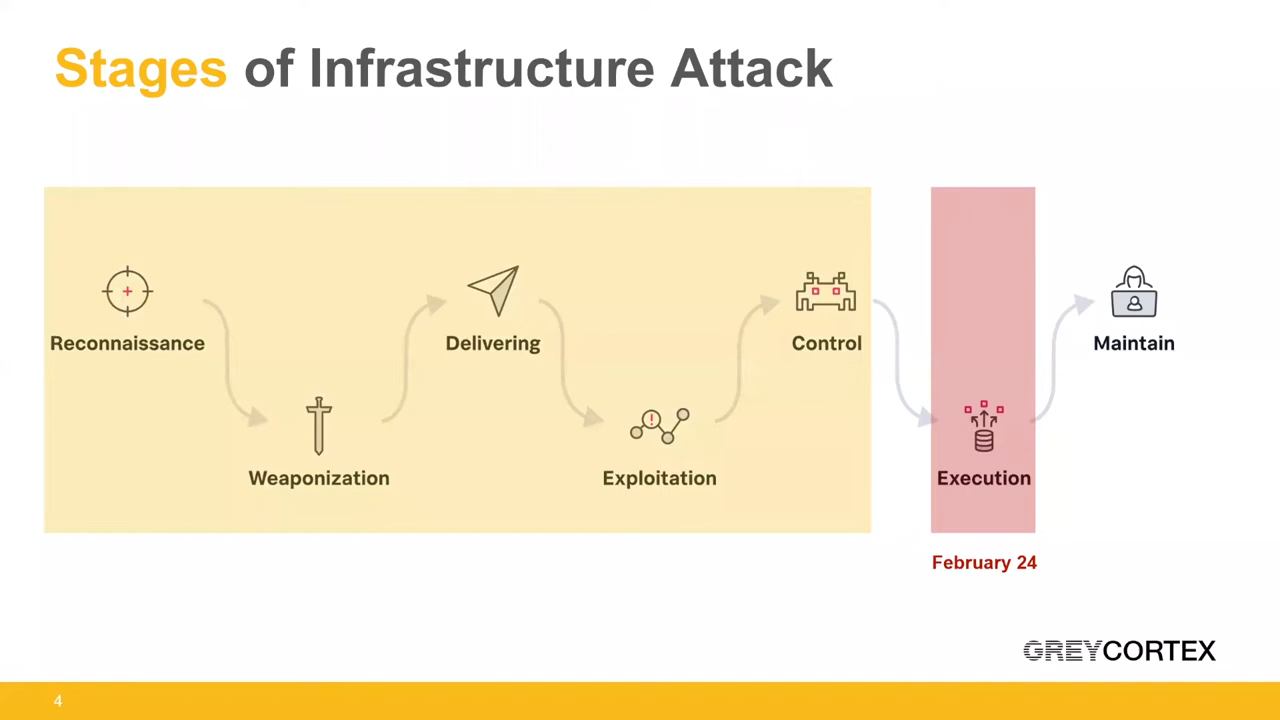 Stages of Infrastructure Attack
Reconnaissance
Weaponization
Delivering
Exploitation
Control
Execution
Maintain
February 24
GREYCORTEX
4